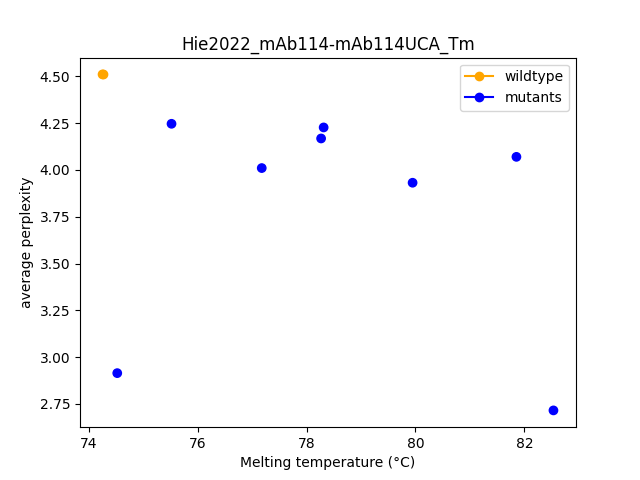 Hie2022_mAb114-mAb114UCA_Tm
wildtype
mutants
4.50
4.25
4.00
3.75
3.50
3.25
3.00
2.75
average perplexity
74
76
78
80
82
Melting temperature (°C)